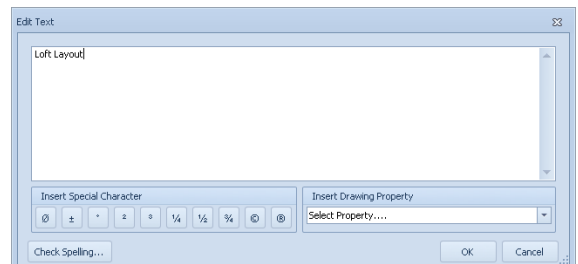 Edit Text
Loft Layout
Insert Special Character
Insert Drawing Property
Ø ± ° ² ³ ¼ ½ ¾ © ®
Select Property....
Check Spelling...
OK
Cancel